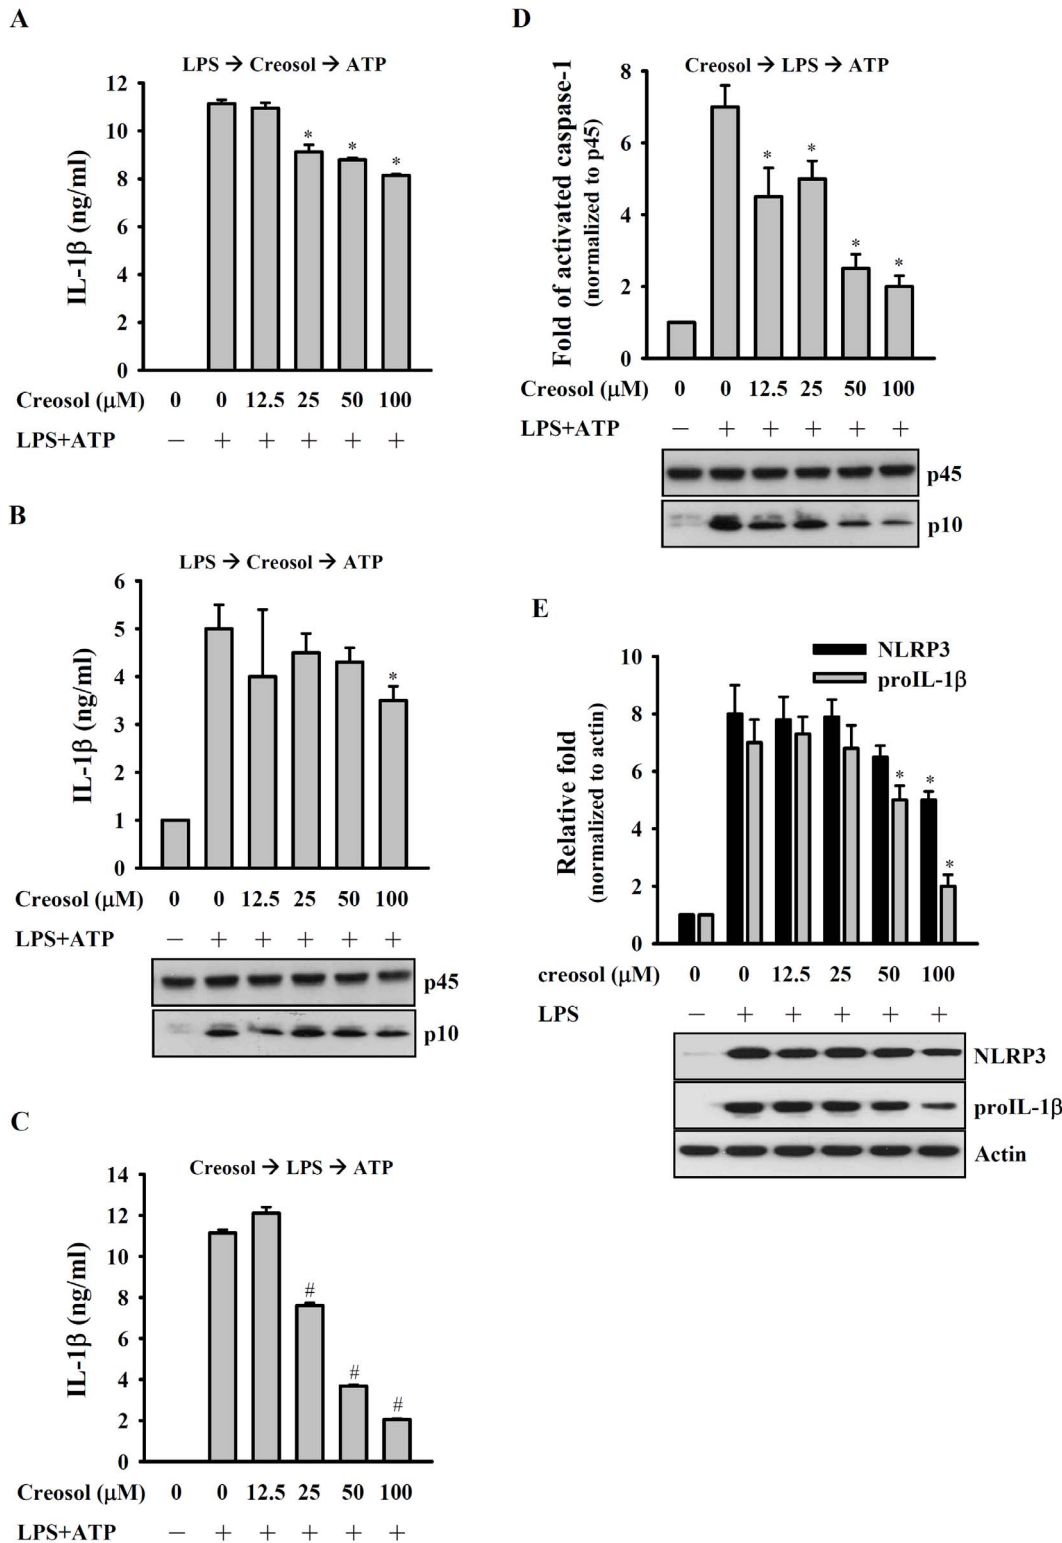 A
LPS → Creosol → ATP
IL-1β (ng/ml)
12
10
8
6
4
2
0
* * *
Creosol (μM) 0 0 12.5 25 50 100
LPS+ATP — + + + + +
B
LPS → Creosol → ATP
IL-1β (ng/ml)
6
5
4
3
2
1
0
*
Creosol (μM) 0 0 12.5 25 50 100
LPS+ATP — + + + + +
p45
p10
C
Creosol → LPS → ATP
IL-1β (ng/ml)
14
12
10
8
6
4
2
0
# # #
Creosol (μM) 0 0 12.5 25 50 100
LPS+ATP — + + + + +
D
Creosol → LPS → ATP
Fold of activated caspase-1
(normalized to p45)
8
6
4
2
0
* * * *
Creosol (μM) 0 0 12.5 25 50 100
LPS+ATP — + + + + +
p45
p10
E
NLRP3
proIL-1β
Relative fold
(normalized to actin)
10
8
6
4
2
0
* * *
creosol (μM) 0 0 12.5 25 50 100
LPS — + + + + +
NLRP3
proIL-1β
Actin